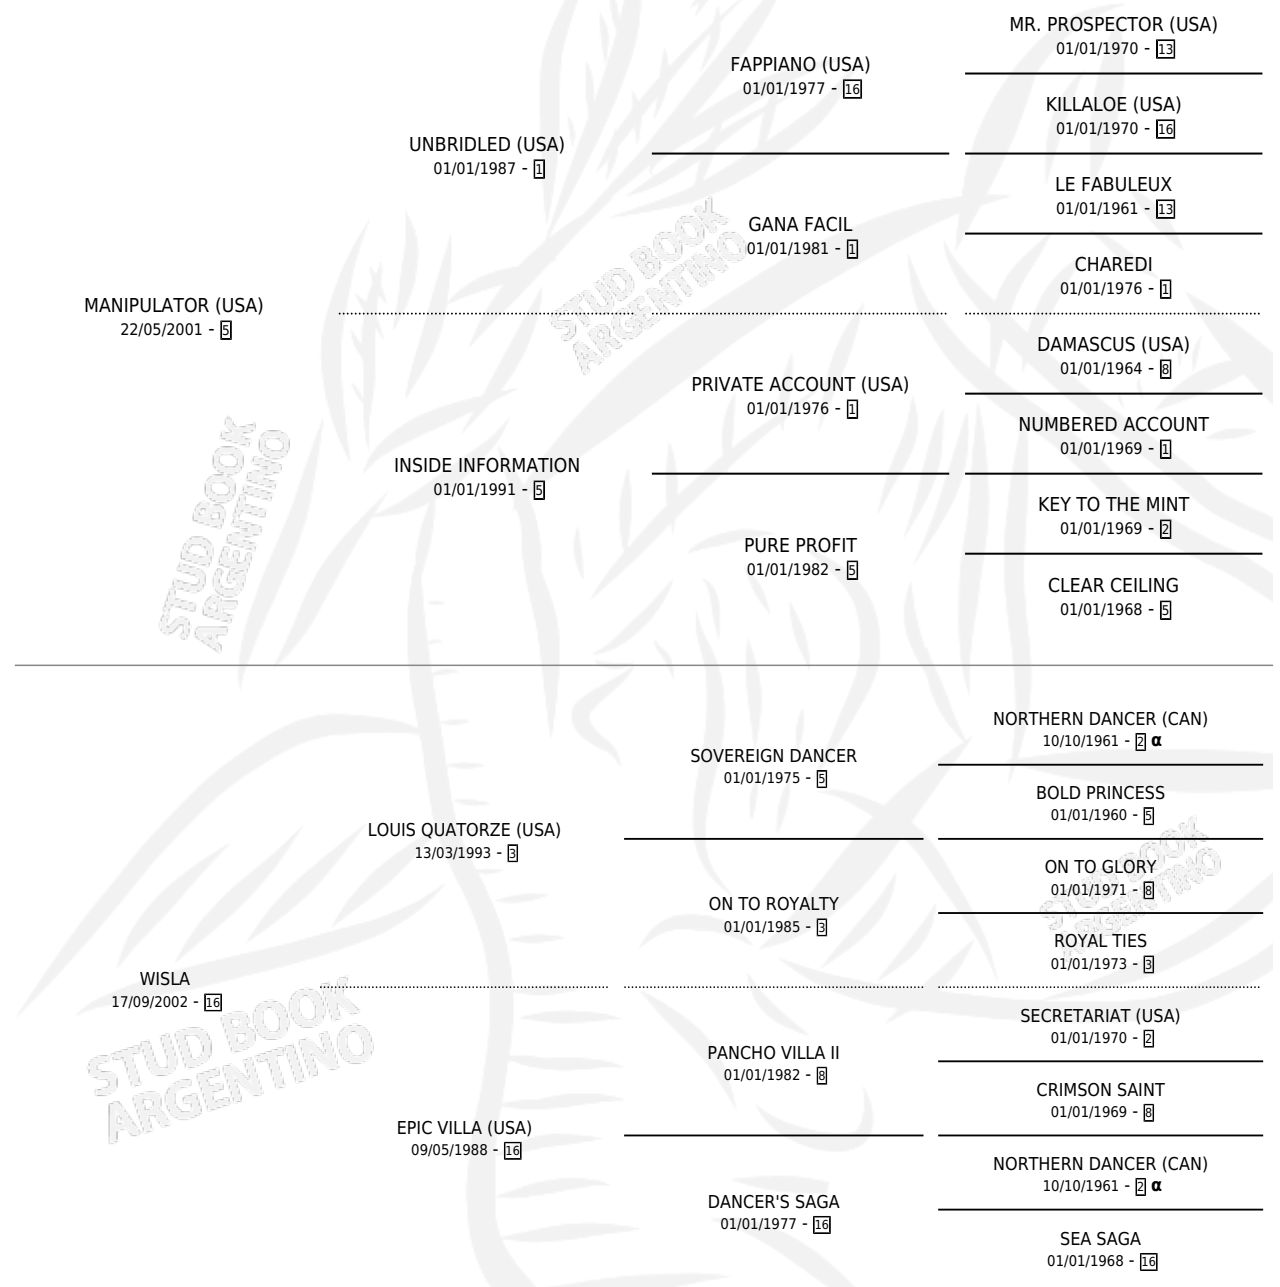 MR. PROSPECTOR (USA)
01/01/1970 - 13
FAPPIANO (USA)
01/01/1977 - 16
KILLALOE (USA)
01/01/1970 - 16
UNBRIDLED (USA)
01/01/1987 - 1
LE FABULEUX
01/01/1961 - 13
GANA FACIL
01/01/1981 - 1
CHAREDI
01/01/1976 - 1
MANIPULATOR (USA)
22/05/2001 - 5
DAMASCUS (USA)
01/01/1964 - 8
PRIVATE ACCOUNT (USA)
01/01/1976 - 1
NUMBERED ACCOUNT
01/01/1969 - 1
INSIDE INFORMATION
01/01/1991 - 5
KEY TO THE MINT
01/01/1969 - 2
PURE PROFIT
01/01/1982 - 5
CLEAR CEILING
01/01/1968 - 5
NORTHERN DANCER (CAN)
10/10/1961 - 2 α
SOVEREIGN DANCER
01/01/1975 - 5
BOLD PRINCESS
01/01/1960 - 5
LOUIS QUATORZE (USA)
13/03/1993 - 3
ON TO GLORY
01/01/1971 - 8
ON TO ROYALTY
01/01/1985 - 3
ROYAL TIES
01/01/1973 - 3
WISLA
17/09/2002 - 16
SECRETARIAT (USA)
01/01/1970 - 2
PANCHO VILLA II
01/01/1982 - 8
CRIMSON SAINT
01/01/1969 - 8
EPIC VILLA (USA)
09/05/1988 - 16
NORTHERN DANCER (CAN)
10/10/1961 - 2 α
DANCER'S SAGA
01/01/1977 - 16
SEA SAGA
01/01/1968 - 16
STUD BOOK
ARGENTINO
STUD BOOK
ARGENTINO
STUD BOOK
ARGENTINO
STUD BOOK
ARGENTINO